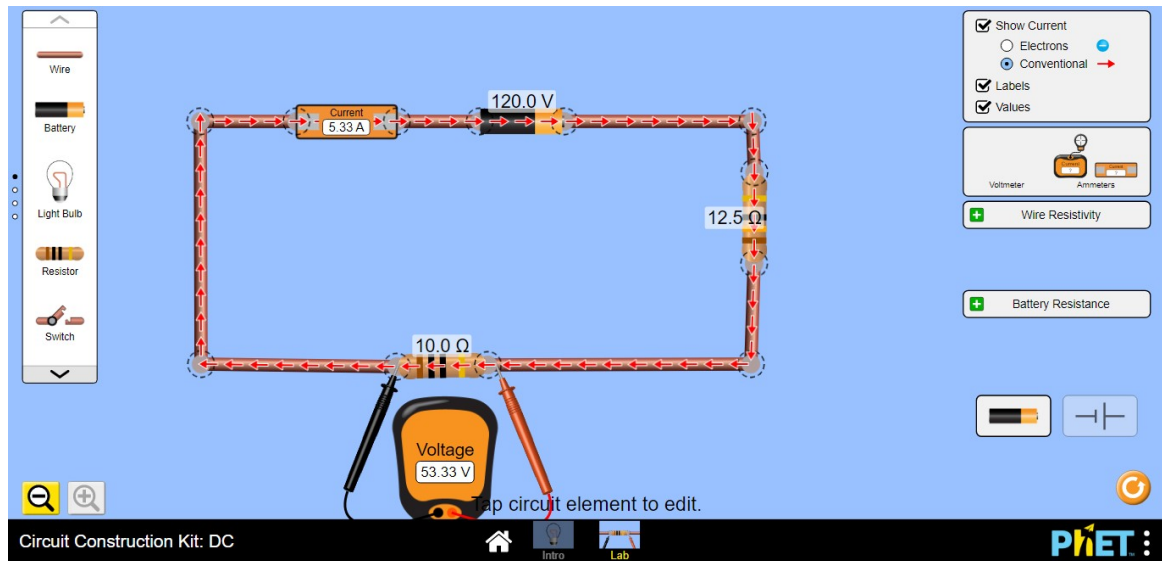 Wire
Battery
Light Bulb
Resistor
Switch
Current
5.33 A
120.0 V
12.5 Ω
10.0 Ω
Voltage
53.33 V
Tap circuit element to edit.
Show Current
Electrons
Conventional
Labels
Values
Current
Current
Voltmeter
Ammeters
Wire Resistivity
Battery Resistance
Circuit Construction Kit: DC
Intro
Lab
PhET